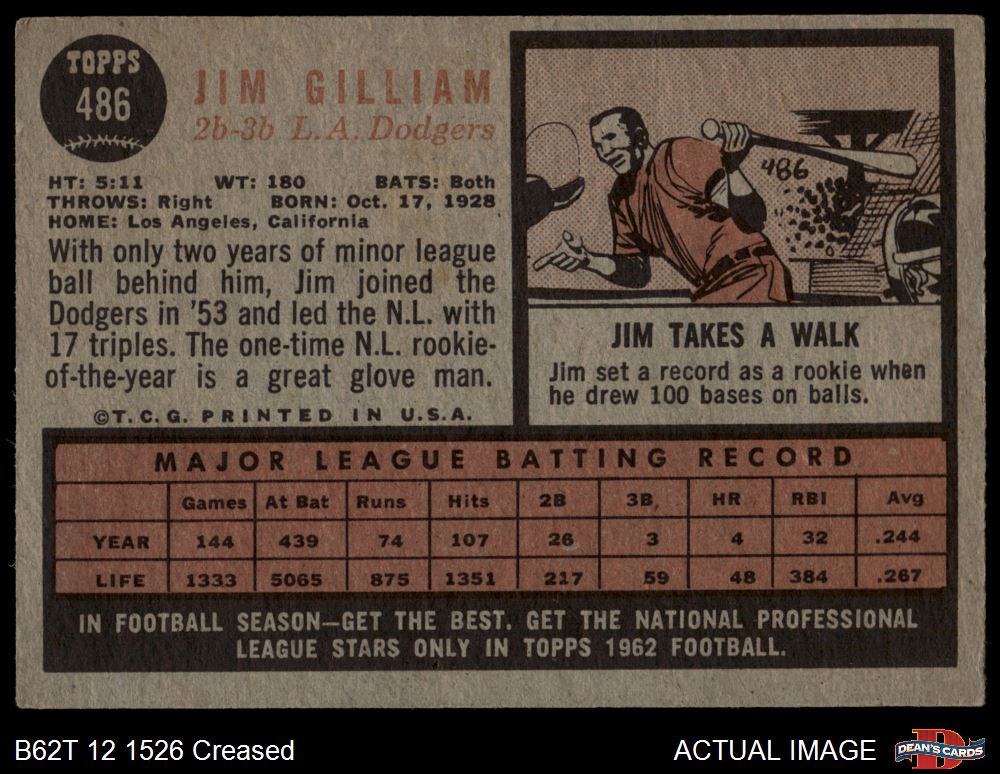 TOPPS
486
JIM GILLIAM
2b-3b L.A. Dodgers
HT: 5:11 WT: 180 BATS: Both
THROWS: Right BORN: Oct. 17, 1928
HOME: Los Angeles, California
With only two years of minor league
ball behind him, Jim joined the
Dodgers in '53 and led the N.L. with
17 triples. The one-time N.L. rookie-
of-the-year is a great glove man.
©T.C.G. PRINTED IN U.S.A.
486
JIM TAKES A WALK
Jim set a record as a rookie when
he drew 100 bases on balls.
MAJOR LEAGUE BATTING RECORD
Games At Bat Runs Hits 2B 3B HR RBI Avg
YEAR 144 439 74 107 26 3 4 32 .244
LIFE 1333 5065 875 1351 217 59 48 384 .267
IN FOOTBALL SEASON—GET THE BEST. GET THE NATIONAL PROFESSIONAL
LEAGUE STARS ONLY IN TOPPS 1962 FOOTBALL.
B62T 12 1526 Creased
ACTUAL IMAGE
D
DEAN'S CARDS